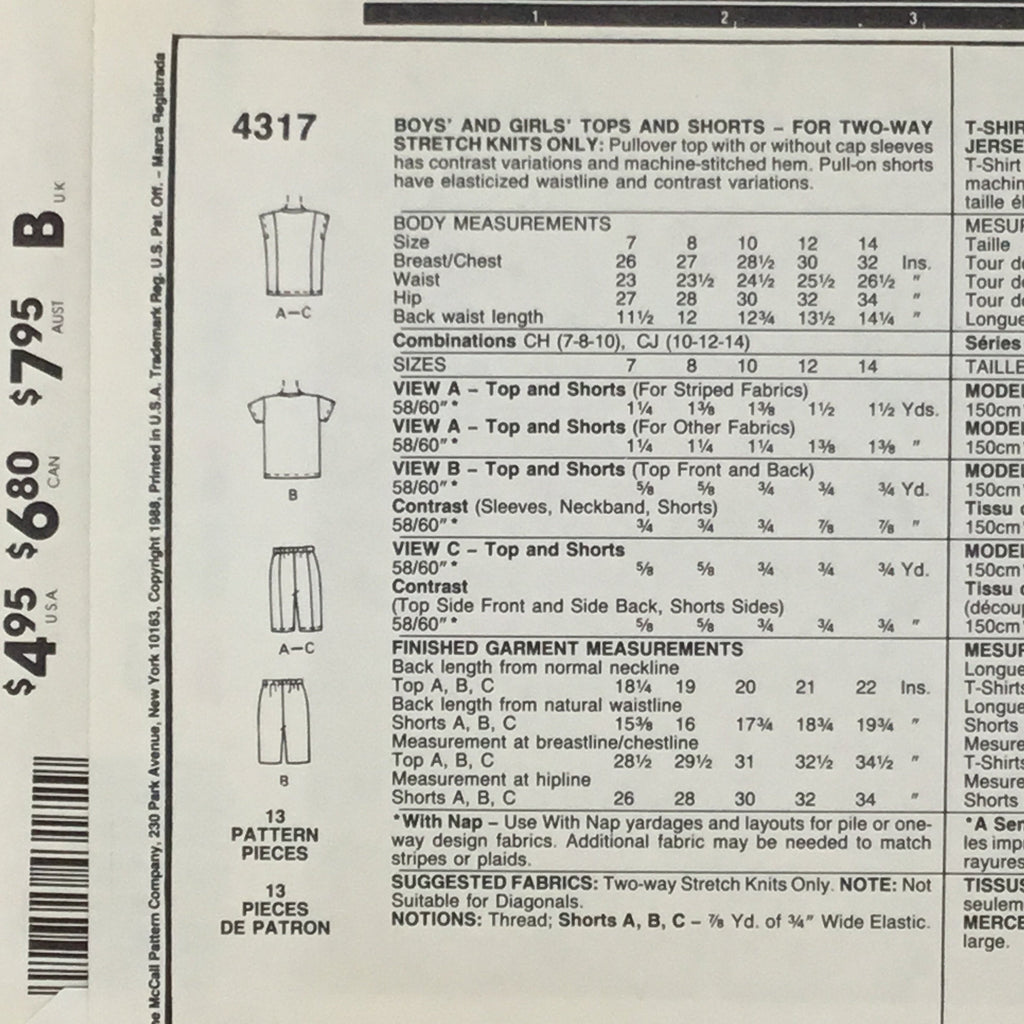 1 2 3
$4.95 USA $6.80 CAN $7.95 AUST B UK
McCall Pattern Company, 230 Park Avenue, New York 10163, Copyright 1988, Printed in U.S.A. Trademark Reg. U.S. Pat. Off. – Marca Registrada
4317
A–C
B
A–C
B
13
PATTERN
PIECES
13
PIECES
DE PATRON
BOYS' AND GIRLS' TOPS AND SHORTS – FOR TWO-WAY
STRETCH KNITS ONLY: Pullover top with or without cap sleeves
has contrast variations and machine-stitched hem. Pull-on shorts
have elasticized waistline and contrast variations.
BODY MEASUREMENTS
Size 7 8 10 12 14
Breast/Chest 26 27 28½ 30 32 Ins.
Waist 23 23½ 24½ 25½ 26½ "
Hip 27 28 30 32 34 "
Back waist length 11½ 12 12¾ 13½ 14¼ "
Combinations CH (7-8-10), CJ (10-12-14)
SIZES 7 8 10 12 14
VIEW A – Top and Shorts (For Striped Fabrics)
58/60"* 1¼ 1⅜ 1⅜ 1½ 1½ Yds.
VIEW A – Top and Shorts (For Other Fabrics)
58/60"* 1¼ 1¼ 1¼ 1⅜ 1⅜ "
VIEW B – Top and Shorts (Top Front and Back)
58/60"* ⅝ ⅝ ¾ ¾ ¾ Yd.
Contrast (Sleeves, Neckband, Shorts)
58/60"* ¾ ¾ ¾ ⅞ ⅞ "
VIEW C – Top and Shorts
58/60"* ⅝ ⅝ ¾ ¾ ¾ Yd.
Contrast
(Top Side Front and Side Back, Shorts Sides)
58/60"* ⅝ ⅝ ¾ ¾ ¾ "
FINISHED GARMENT MEASUREMENTS
Back length from normal neckline
Top A, B, C 18¼ 19 20 21 22 Ins.
Back length from natural waistline
Shorts A, B, C 15⅜ 16 17¾ 18¾ 19¾ "
Measurement at breastline/chestline
Top A, B, C 28½ 29½ 31 32½ 34½ "
Measurement at hipline
Shorts A, B, C 26 28 30 32 34 "
*With Nap – Use With Nap yardages and layouts for pile or one-
way design fabrics. Additional fabric may be needed to match
stripes or plaids.
SUGGESTED FABRICS: Two-way Stretch Knits Only. NOTE: Not
Suitable for Diagonals.
NOTIONS: Thread; Shorts A, B, C – ⅞ Yd. of ¾" Wide Elastic.
T-SHIR
JERSE
T-Shirt
machin
taille él
MESUR
Taille
Tour de
Tour de
Tour de
Longue
Séries
TAILLE
MODEL
150cm*
MODEL
150cm*
MODEL
150cm*
Tissu c
150cm*
MODEL
150cm*
Tissu c
(décou
150cm*
MESUR
Longue
T-Shirts
Longue
Shorts
Mesure
T-Shirts
Mesure
Shorts
*A Sen
les imp
rayures
TISSUS
seulem
MERCE
large.